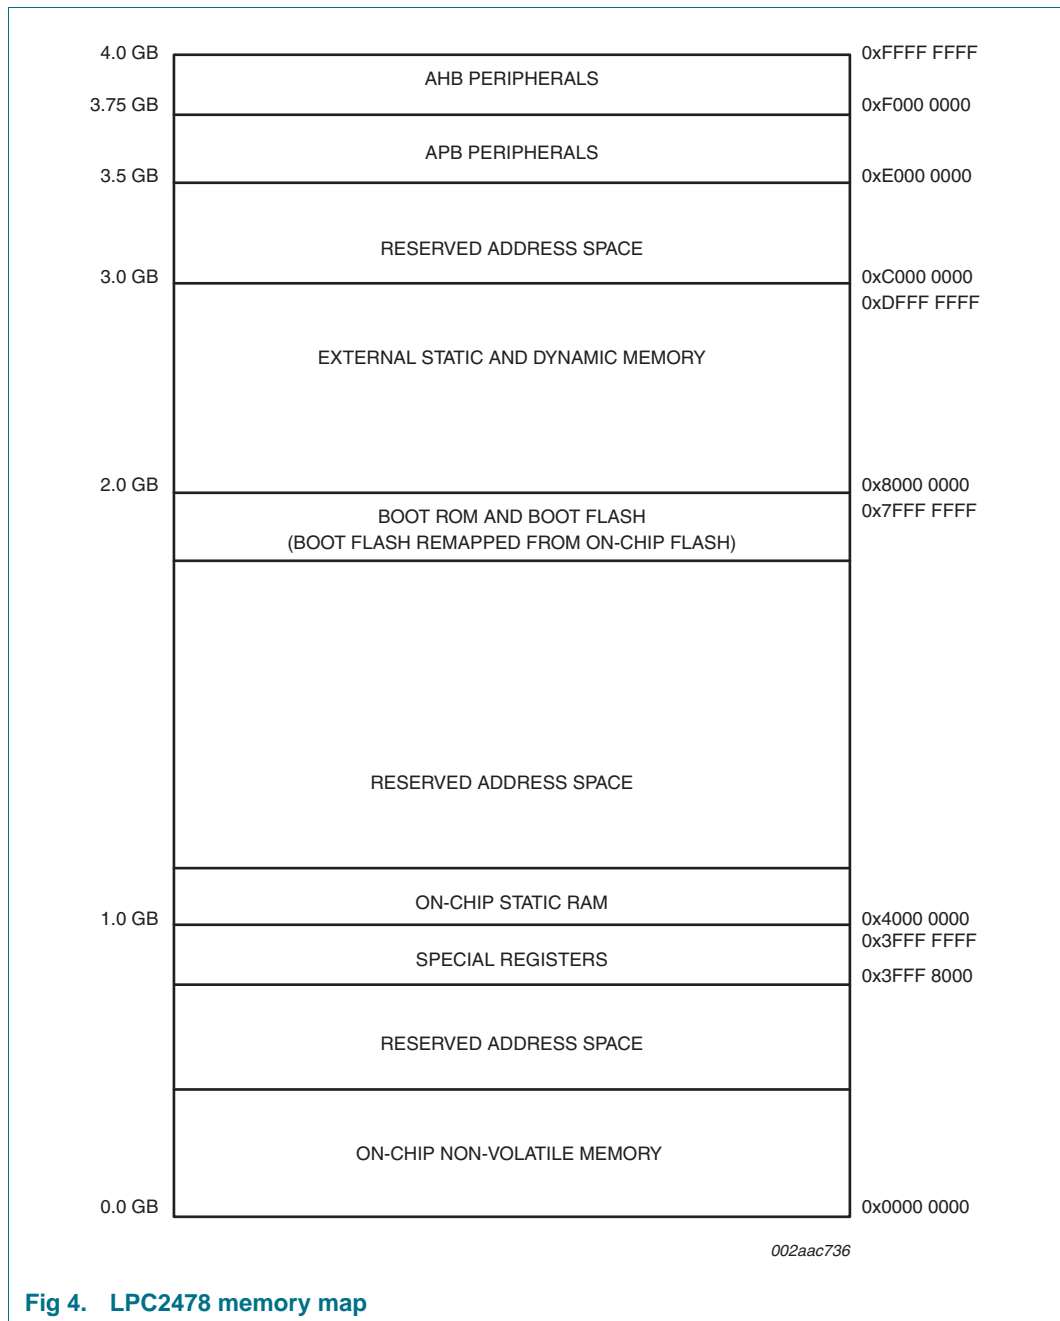 4.0 GB
0xFFFF FFFF
AHB PERIPHERALS
3.75 GB
0xF000 0000
APB PERIPHERALS
3.5 GB
0xE000 0000
RESERVED ADDRESS SPACE
3.0 GB
0xC000 0000
0xDFFF FFFF
EXTERNAL STATIC AND DYNAMIC MEMORY
2.0 GB
0x8000 0000
0x7FFF FFFF
BOOT ROM AND BOOT FLASH
(BOOT FLASH REMAPPED FROM ON-CHIP FLASH)
RESERVED ADDRESS SPACE
ON-CHIP STATIC RAM
1.0 GB
0x4000 0000
0x3FFF FFFF
SPECIAL REGISTERS
0x3FFF 8000
RESERVED ADDRESS SPACE
ON-CHIP NON-VOLATILE MEMORY
0.0 GB
0x0000 0000
002aac736
Fig 4. LPC2478 memory map